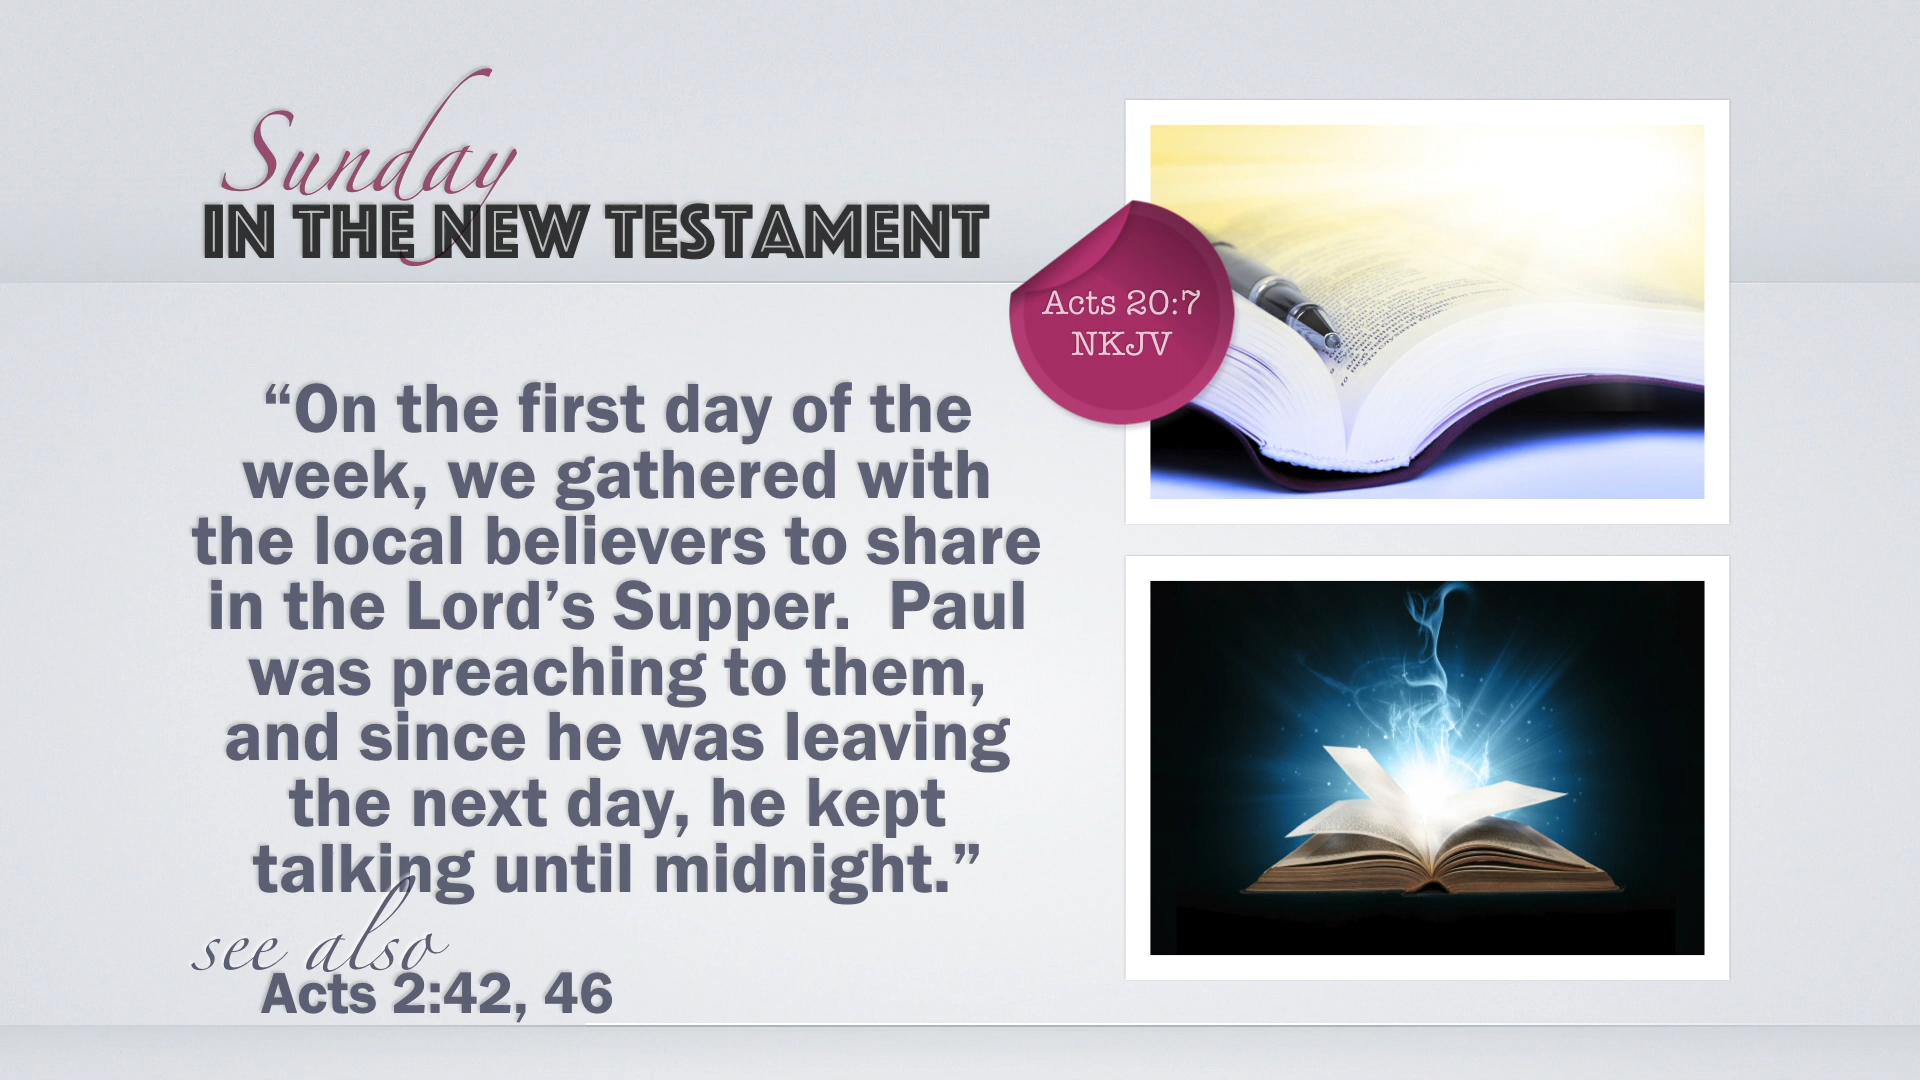 Sunday
IN THE NEW TESTAMENT
Acts 20:7
NKJV
“On the first day of the
week, we gathered with
the local believers to share
in the Lord’s Supper.  Paul
was preaching to them,
and since he was leaving
the next day, he kept
talking until midnight.”
see also
Acts 2:42, 46